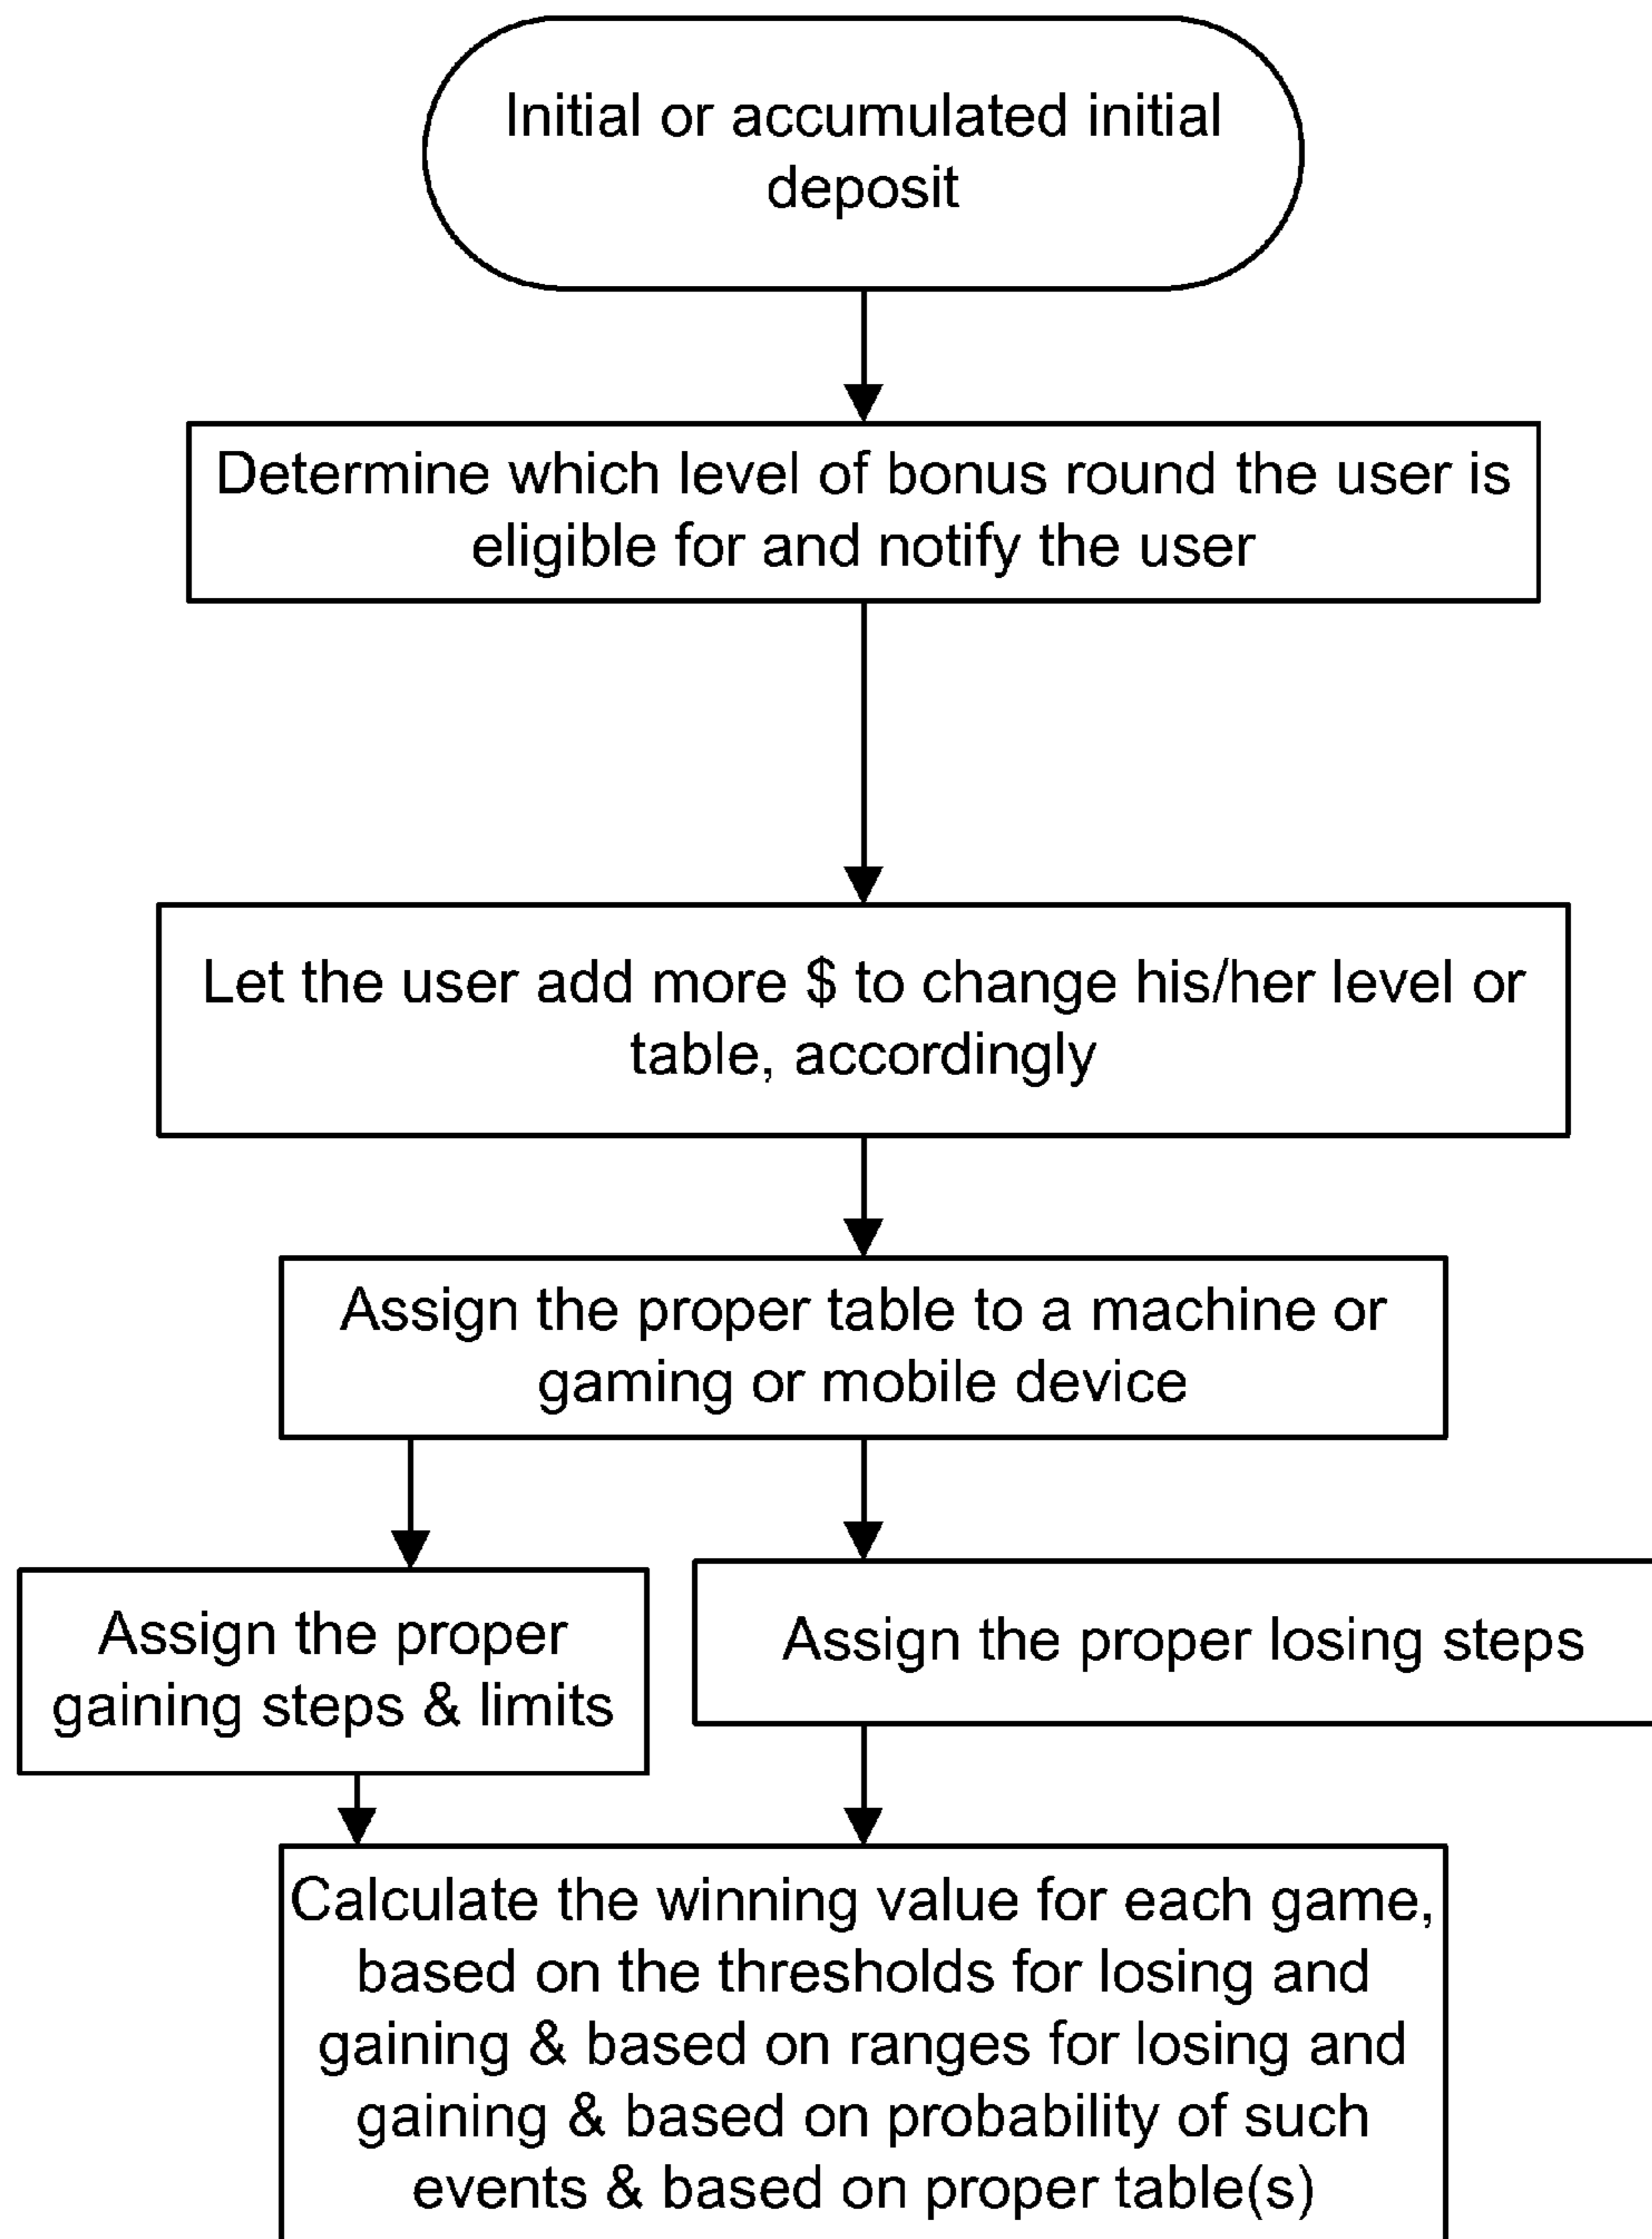 Initial or accumulated initial
deposit
Determine which level of bonus round the user is
eligible for and notify the user
Let the user add more $ to change his/her level or
table, accordingly
Assign the proper table to a machine or
gaming or mobile device
Assign the proper
gaining steps & limits
Assign the proper losing steps
Calculate the winning value for each game,
based on the thresholds for losing and
gaining & based on ranges for losing and
gaining & based on probability of such
events & based on proper table(s)